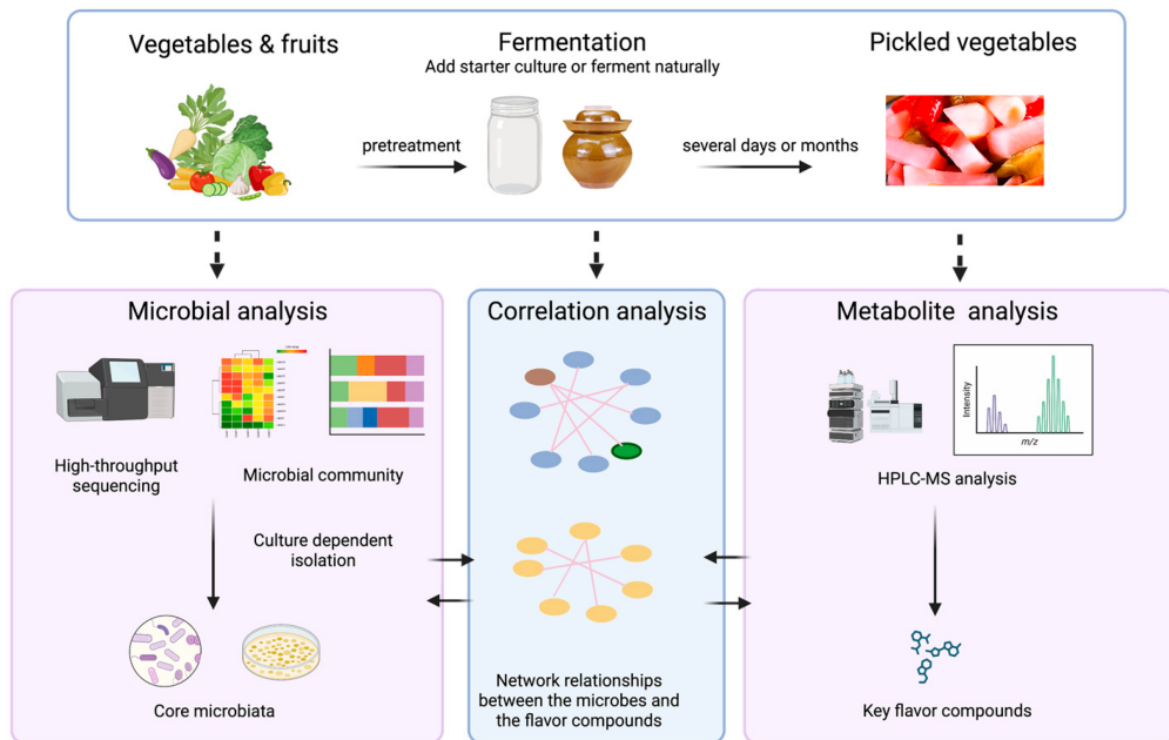 Vegetables & fruits
Fermentation
Add starter culture or ferment naturally
Pickled vegetables
pretreatment
several days or months
Microbial analysis
High-throughput
sequencing
Microbial community
Culture dependent
isolation
Core microbiata
Correlation analysis
Network relationships
between the microbes and
the flavor compounds
Metabolite analysis
Intensity
m/z
HPLC-MS analysis
Key flavor compounds